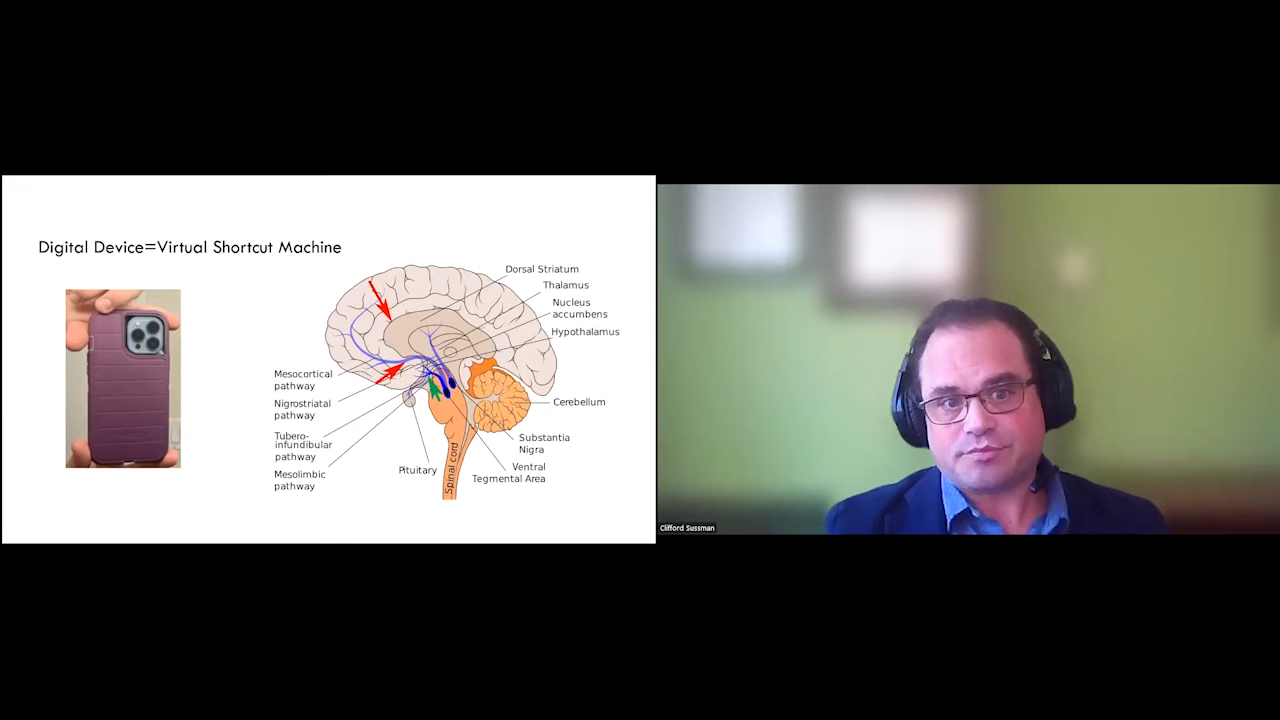 Digital Device=Virtual Shortcut Machine
Dorsal Striatum
Thalamus
Nucleus
accumbens
Hypothalamus
Mesocortical
pathway
Nigrostriatal
pathway
Tubero-
infundibular
pathway
Mesolimbic
pathway
Pituitary
Spinal cord
Cerebellum
Substantia
Nigra
Ventral
Tegmental Area
Clifford Sussman